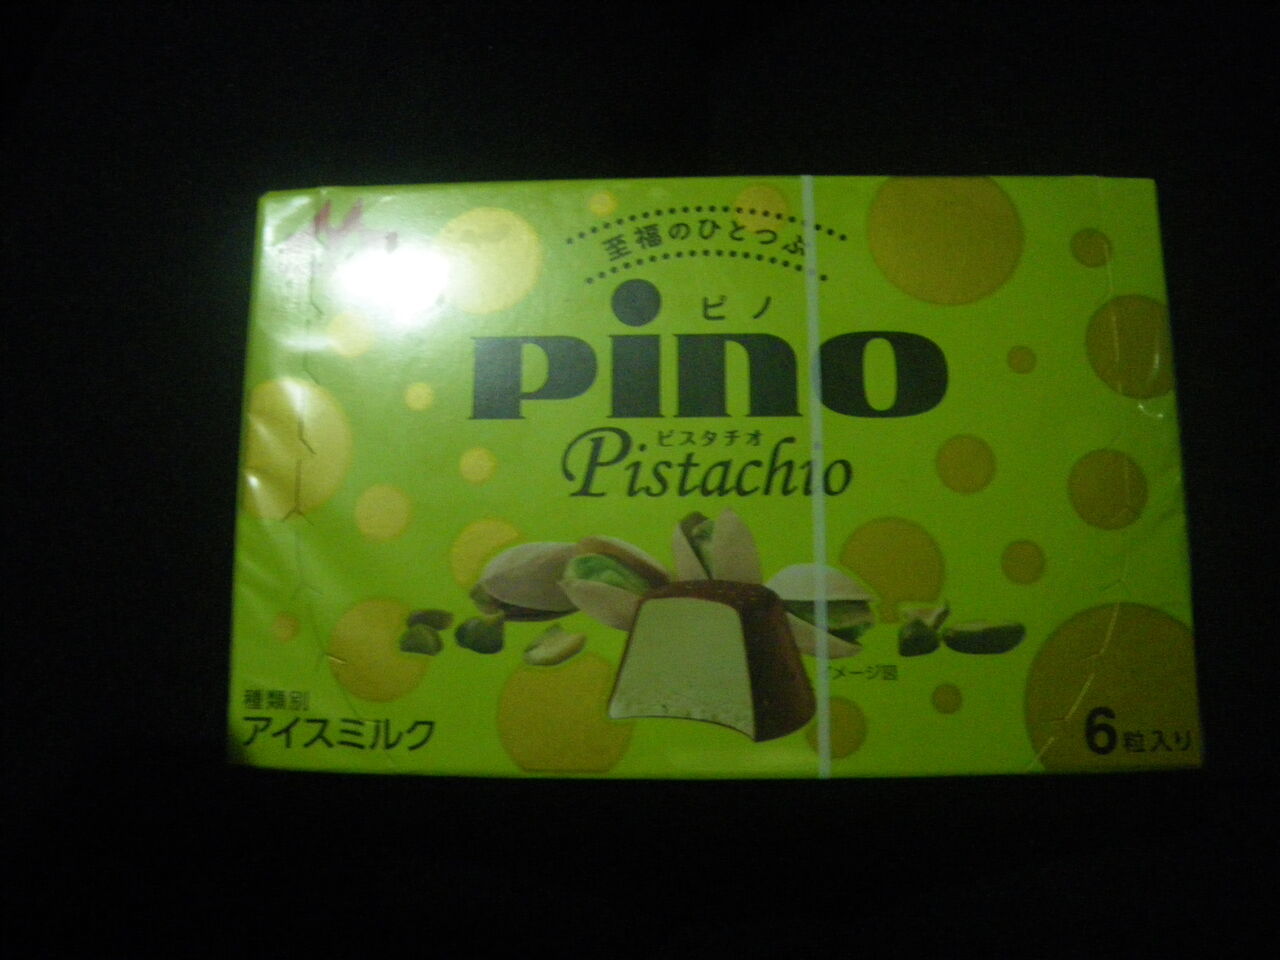 至福のひとつぶ
ピノ
pino
ピスタチオ
Pistachio
イメージ図
種類別
アイスミルク
6粒入り